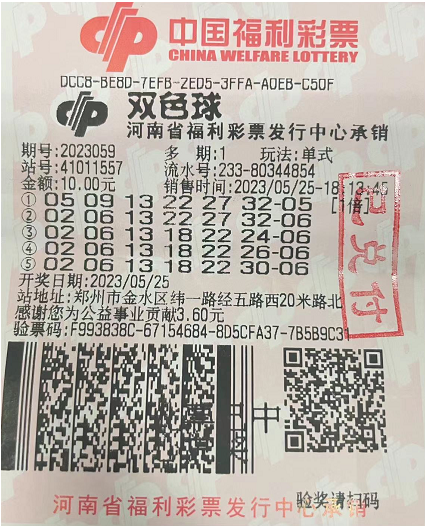 中国福利彩票
CHINA WELFARE LOTTERY
DCC8-BE8D-7EFB-2ED5-3FFA-A0EB-C50F
双色球
河南省福利彩票发行中心承销
期号:2023059 多 期:1 玩法:单式
站号:41011557 流水号:233-80344854
金额:10.00元 销售时间:2023/05/25-18:13:45
① 05 09 13 22 27 32-05 [1倍]
② 02 06 13 22 27 32-06
③ 02 06 13 18 22 24-06
④ 02 06 13 18 22 26-06
⑤ 02 06 13 18 22 30-06
开奖日期:2023/05/25
站地址:郑州市金水区纬一路经五路西20米路北
感谢您为公益事业贡献3.60元
验票码:F993838C-67154684-8D5CFA37-7B5B9C31
已兑付
验奖请扫码
河南省福利彩票发行中心承销